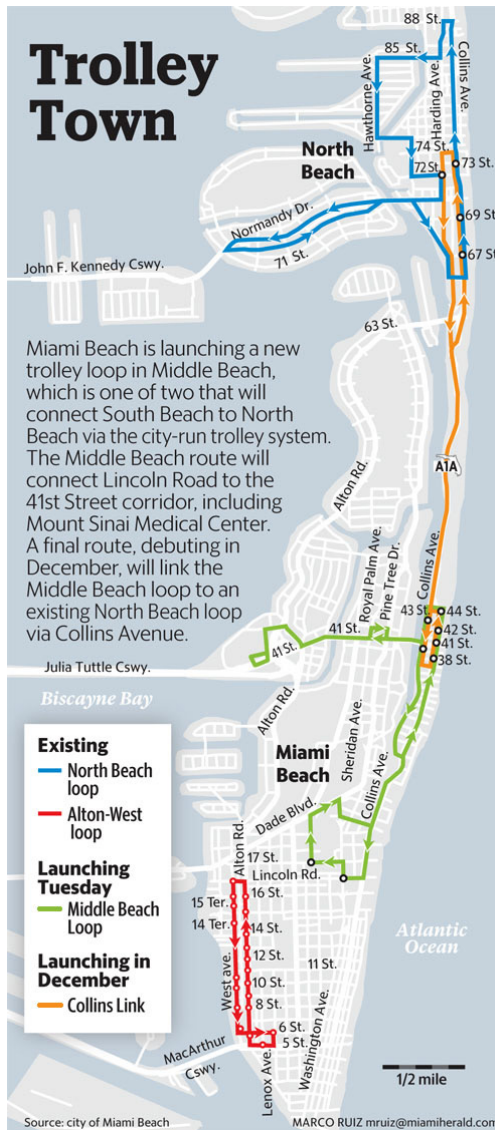 Trolley
Town
88 St.
85 St.
Hawthorne Ave.
Harding Ave.
Collins Ave.
North
Beach
74 St.
72 St.
73 St.
69 St.
67 St.
Normandy Dr.
71 St.
John F. Kennedy Cswy.
63 St.
Miami Beach is launching a new
trolley loop in Middle Beach,
which is one of two that will
connect South Beach to North
Beach via the city-run trolley system.
The Middle Beach route will
connect Lincoln Road to the
41st Street corridor, including
Mount Sinai Medical Center.
A final route, debuting in
December, will link the
Middle Beach loop to an
existing North Beach loop
via Collins Avenue.
Alton Rd.
A1A
Royal Palm Ave.
Pine Tree Dr.
Collins Ave.
43 St.
44 St.
42 St.
41 St.
38 St.
41 St.
41 St.
Julia Tuttle Cswy.
Biscayne Bay
Alton Rd.
Miami
Beach
Sheridan Ave.
Collins Ave.
Dade Blvd.
Existing
North Beach
loop
Alton-West
loop
Launching
Tuesday
Middle Beach
Loop
Launching in
December
Collins Link
Alton Rd.
17 St.
Lincoln Rd.
16 St.
15 Ter.
14 Ter.
14 St.
12 St.
11 St.
10 St.
8 St.
West ave.
6 St.
5 St.
MacArthur
Cswy.
Lenox Ave.
Washington Ave.
Atlantic
Ocean
1/2 mile
Source: city of Miami Beach
MARCO RUIZ mruiz@miamiherald.com